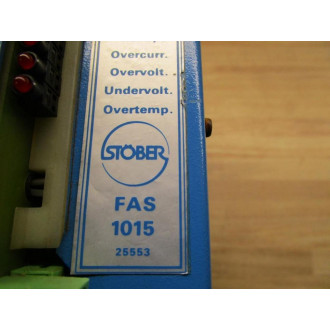 Overcurr.
Overvolt.
Undervolt.
Overtemp.
STÖBER
FAS
1015
25553